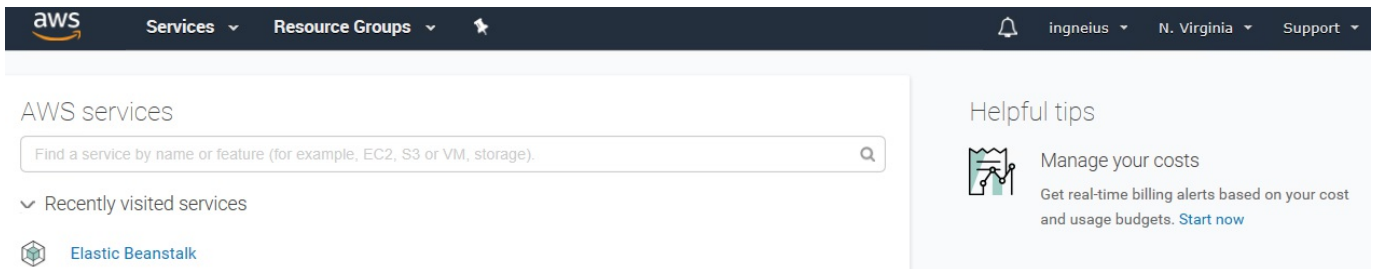 aws Services Resource Groups ingneius N. Virginia Support
AWS services
Find a service by name or feature (for example, EC2, S3 or VM, storage).
Recently visited services
Elastic Beanstalk
Helpful tips
Manage your costs
Get real-time billing alerts based on your cost
and usage budgets. Start now